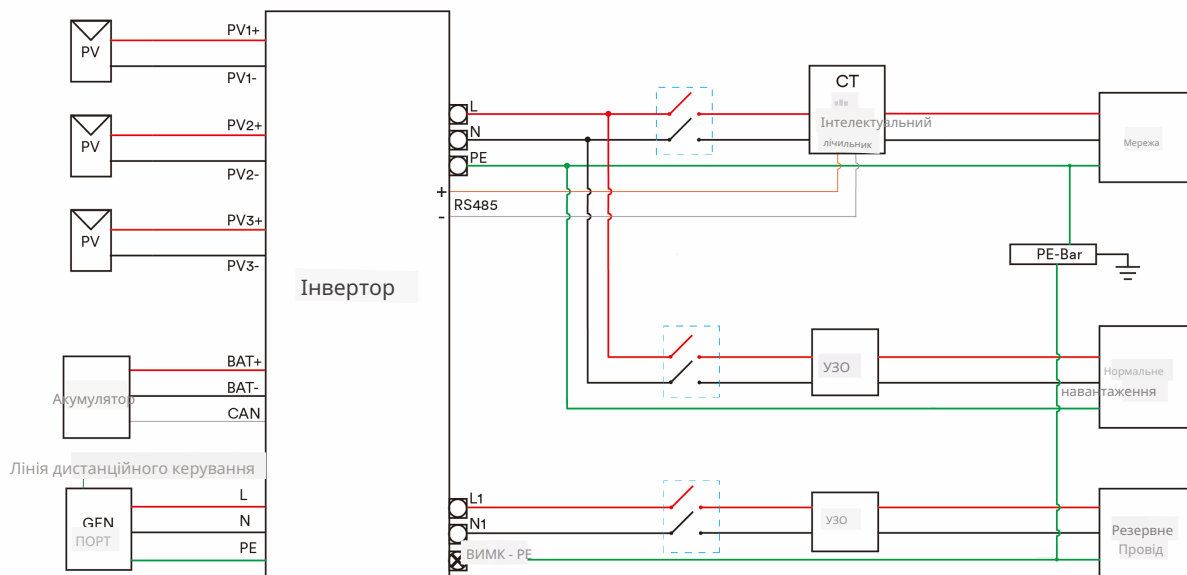 PV
PV1+
PV1-
PV
PV2+
PV2-
PV
PV3+
PV3-
Інвертор
L
N
PE
+
RS485
-
CT
Інтелектуальний
лічильник
Мережа
PE-Bar
Акумулятор
BAT+
BAT-
CAN
УЗО
Нормальне
навантаження
Лінія дистанційного керування
GEN
ПОРТ
L
N
PE
L1
N1
ВИМК - PE
УЗО
Резервне
Провід